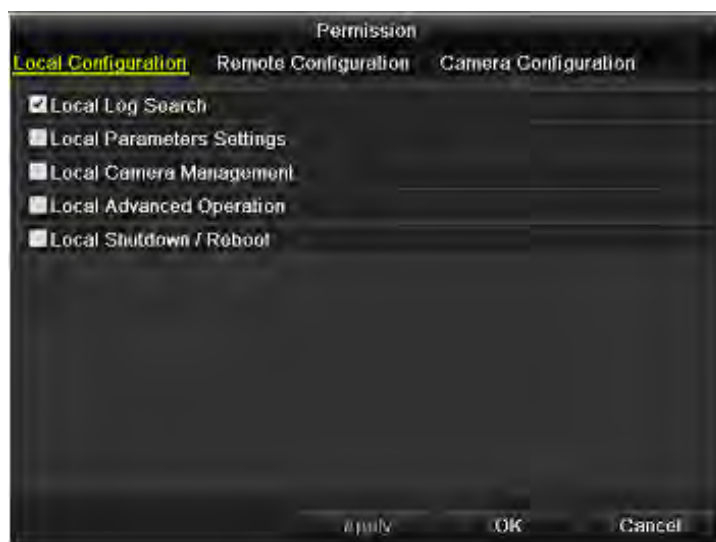 Permission
Local Configuration Remote Configuration Camera Configuration
Local Log Search
Local Parameters Settings
Local Camera Management
Local Advanced Operation
Local Shutdown / Reboot
Apply OK Cancel